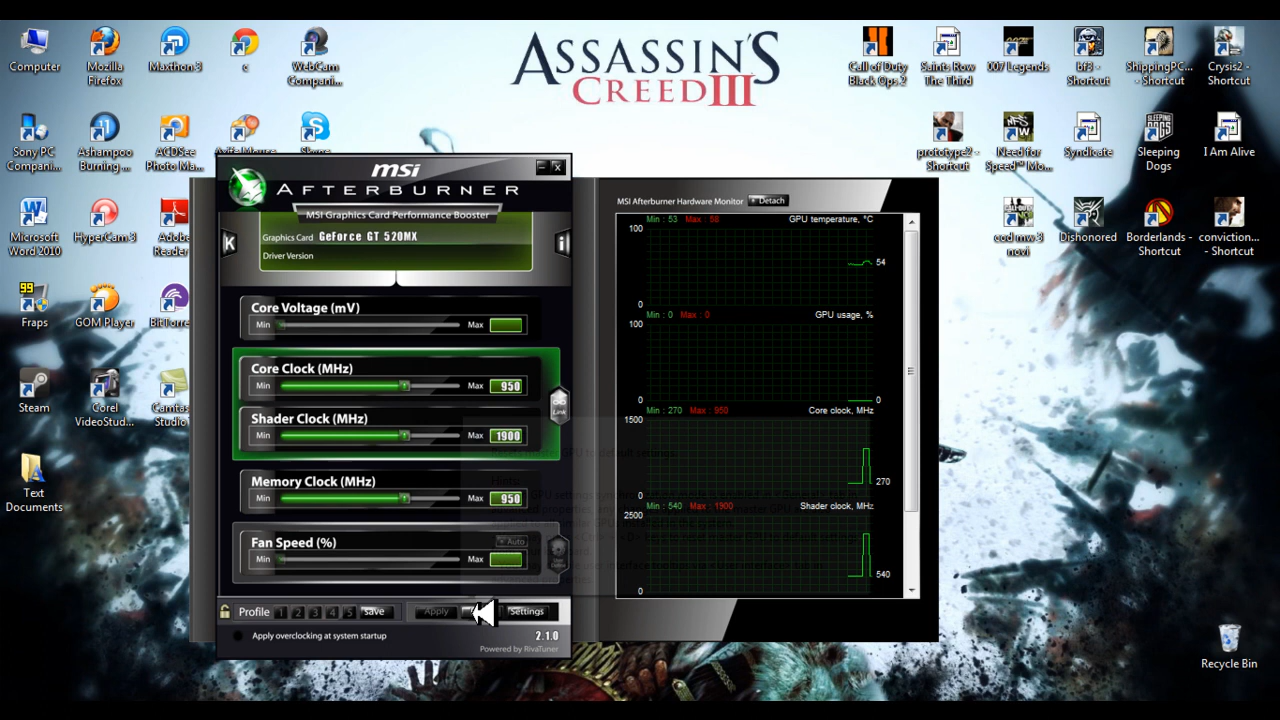 ASSASSIN'S
CREED III
Computer
Mozilla Firefox
Maxthon 3
c
WebCam Compani...
Call of Duty Black Ops 2
Saints Row The Third
007 Legends
Bf3 - Shortcut
ShippingPC... - Shortcut
Crysis2 - Shortcut
Sony PC Compani...
Ashampoo Burning ...
ACDSee Photo Ma...
Skype
prototype2 - Shortcut
Need for Speed™ Mo...
Syndicate
Sleeping Dogs
I Am Alive
Microsoft Word 2010
HyperCam 3
Adobe Reader
cod mw 3 novi
Dishonored
Borderlands - Shortcut
conviction... - Shortcut
99
Fraps
GOM Player
BitTorre
Steam
Corel VideoStud...
Camtas Studio
Text Documents
Recycle Bin
msi
AFTERBURNER
MSI Graphics Card Performance Booster
K
i
Graphics Card GeForce GT 520MX
Driver Version
Core Voltage (mV)
Min Max
Core Clock (MHz)
Min Max 950
Link
Shader Clock (MHz)
Min Max 1900
Memory Clock (MHz)
Min Max 950
Fan Speed (%)
Auto
Min Max
Profile 1 2 3 4 5 Save Apply Settings
Apply overclocking at system startup 2.1.0
Powered by RivaTuner
MSI Afterburner Hardware Monitor Detach
Min : 53 Max : 58 GPU temperature, °C
100
54
0
Min : 0 Max : 0 GPU usage, %
100
0
0
Min : 270 Max : 950 Core clock, MHz
1500
270
0
Min : 540 Max : 1900 Shader clock, MHz
2500
540
0